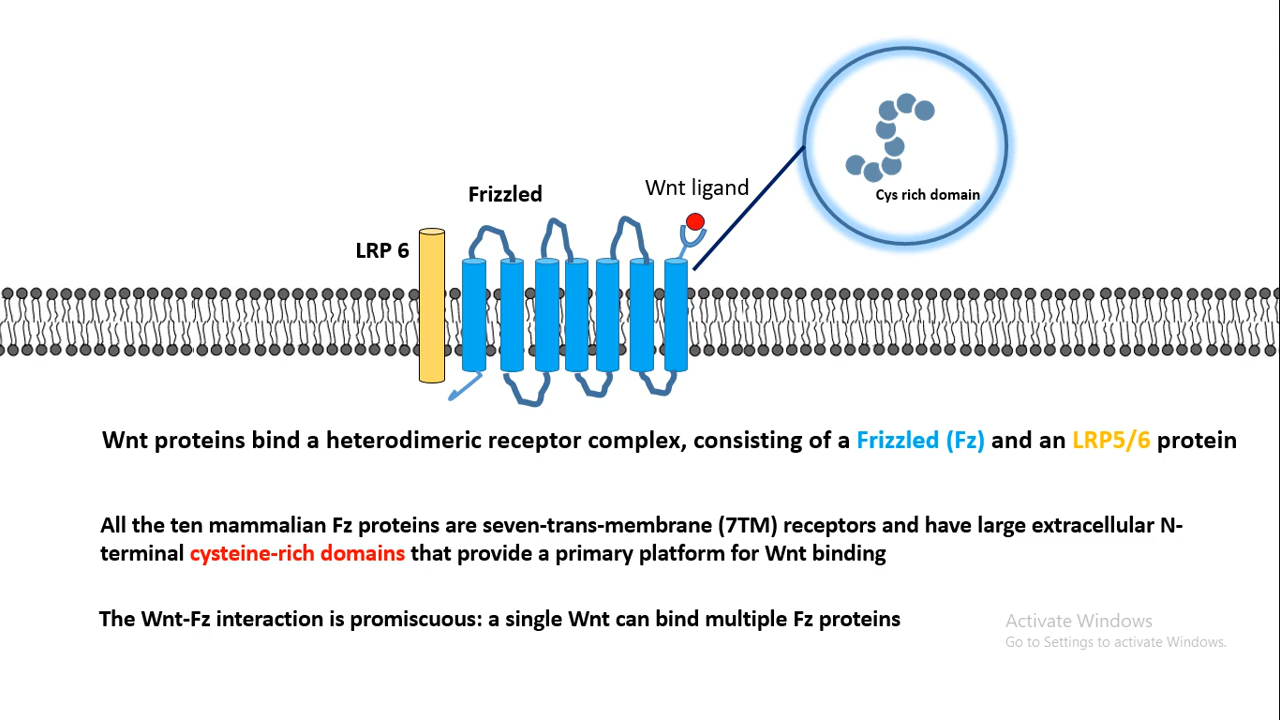 Wnt ligand
Frizzled
Cys rich domain
LRP 6
Wnt proteins bind a heterodimeric receptor complex, consisting of a Frizzled (Fz) and an LRP5/6 protein
All the ten mammalian Fz proteins are seven-trans-membrane (7TM) receptors and have large extracellular N-
terminal cysteine-rich domains that provide a primary platform for Wnt binding
The Wnt-Fz interaction is promiscuous: a single Wnt can bind multiple Fz proteins
Activate Windows
Go to Settings to activate Windows.